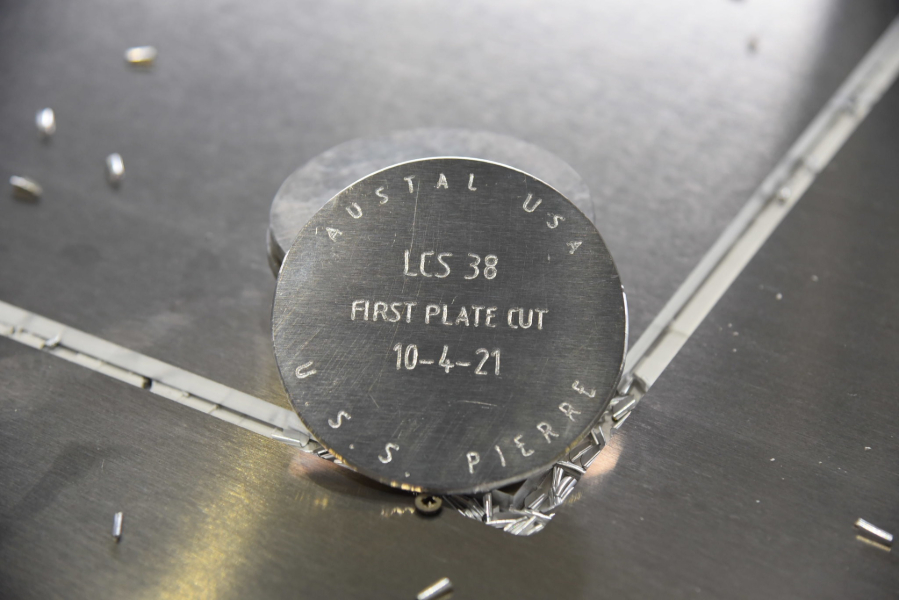 AUSTAL USA
LCS 38
FIRST PLATE CUT
10-4-21
U.S.S. PIERRE